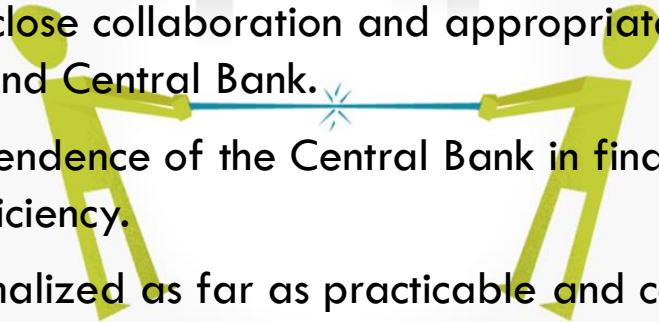 close collaboration and appropriate
nd Central Bank.
endence of the Central Bank in fina
iciency.
nalized as far as practicable and c